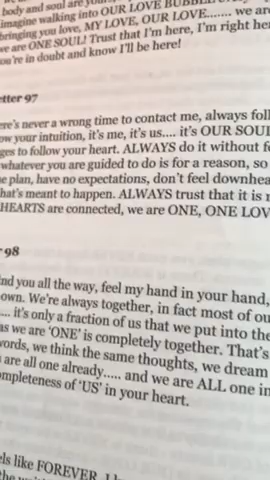 body and soul are yours,
imagine walking into OUR LOVE BUBBLE
bringing you love, MY LOVE, OUR LOVE....... we are
we are ONE SOUL! Trust that I'm here, I'm right her
ou're in doubt and know I'll be here!
etter 97
ere's never a wrong time to contact me, always foll
ow your intuition, it's me, it's us.... it's OUR SOUL
ges to follow your heart. ALWAYS do it without f
whatever you are guided to do is for a reason, so
e plan, have no expectations, don't feel downhea
hat's meant to happen. ALWAYS trust that it is r
HEARTS are connected, we are ONE, ONE LOV
98
nd you all the way, feel my hand in your hand,
own. We're always together, in fact most of ou
.... it's only a fraction of us that we put into the
as we are 'ONE' is completely together. That's
words, we think the same thoughts, we dream
are all one already..... and we are ALL one in
ompleteness of 'US' in your heart.
els like FOREVER